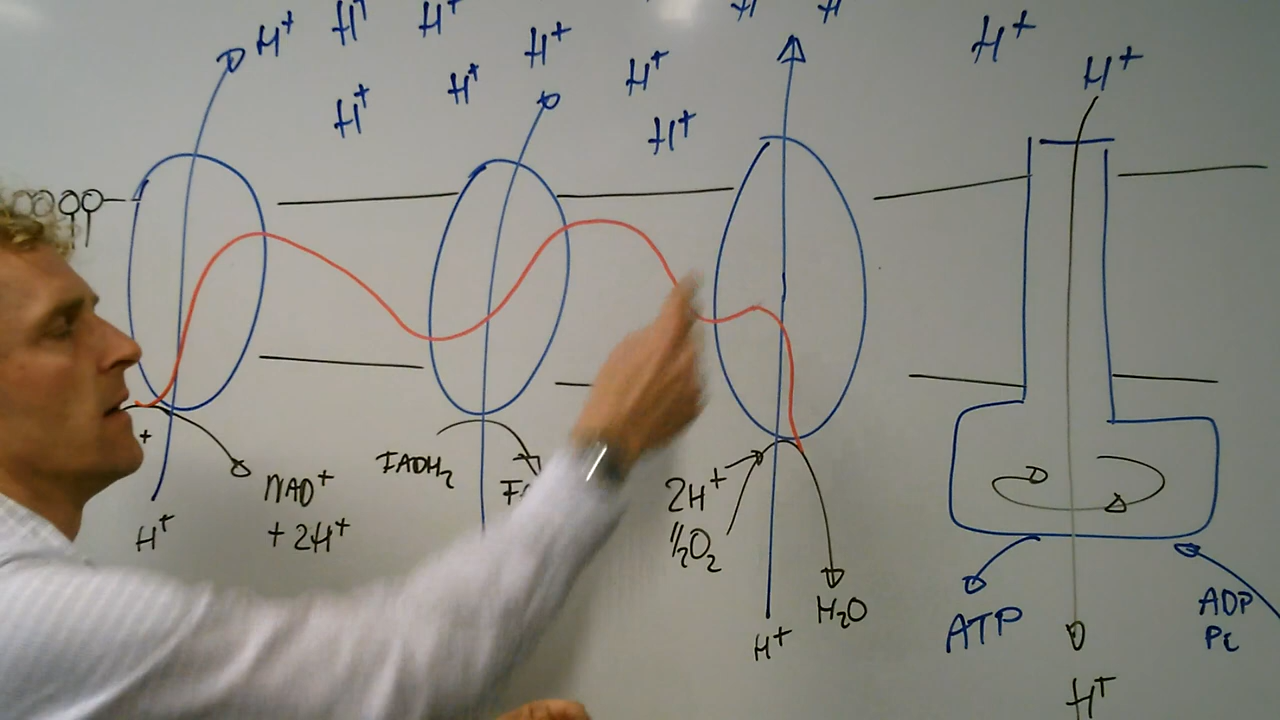 H⁺ H⁺ H⁺ H⁺ H⁺ H⁺ H⁺
H⁺ H⁺ H⁺ H⁺
H⁺ H⁺
+
NAD⁺
+ 2H⁺
H⁺
FADH₂
2H⁺
½O₂
H₂O
H⁺
ATP
ADP
Pi
H⁺